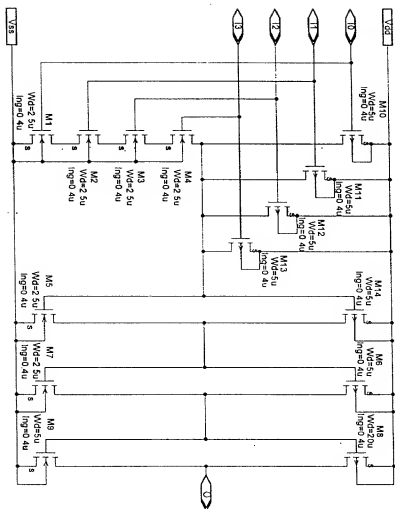 Vdd
I0
I1
I2
I3
Vss
M10
Wd=5u
lng=0 4u
s
M11
Wd=5u
lng=0 4u
s
M12
Wd=5u
lng=0 4u
s
M13
Wd=5u
lng=0 4u
s
M14
Wd=5u
lng=0 4u
s
M6
Wd=5u
lng=0 4u
s
M8
Wd=20u
lng=0 4u
s
M4
Wd=2 5u
lng=0 4u
s
M3
Wd=2 5u
lng=0 4u
s
M2
Wd=2 5u
lng=0 4u
s
M1
Wd=2 5u
lng=0 4u
s
M5
Wd=2 5u
lng=0 4u
s
M7
Wd=2 5u
lng=0 4u
s
M9
Wd=5u
lng=0 4u
s